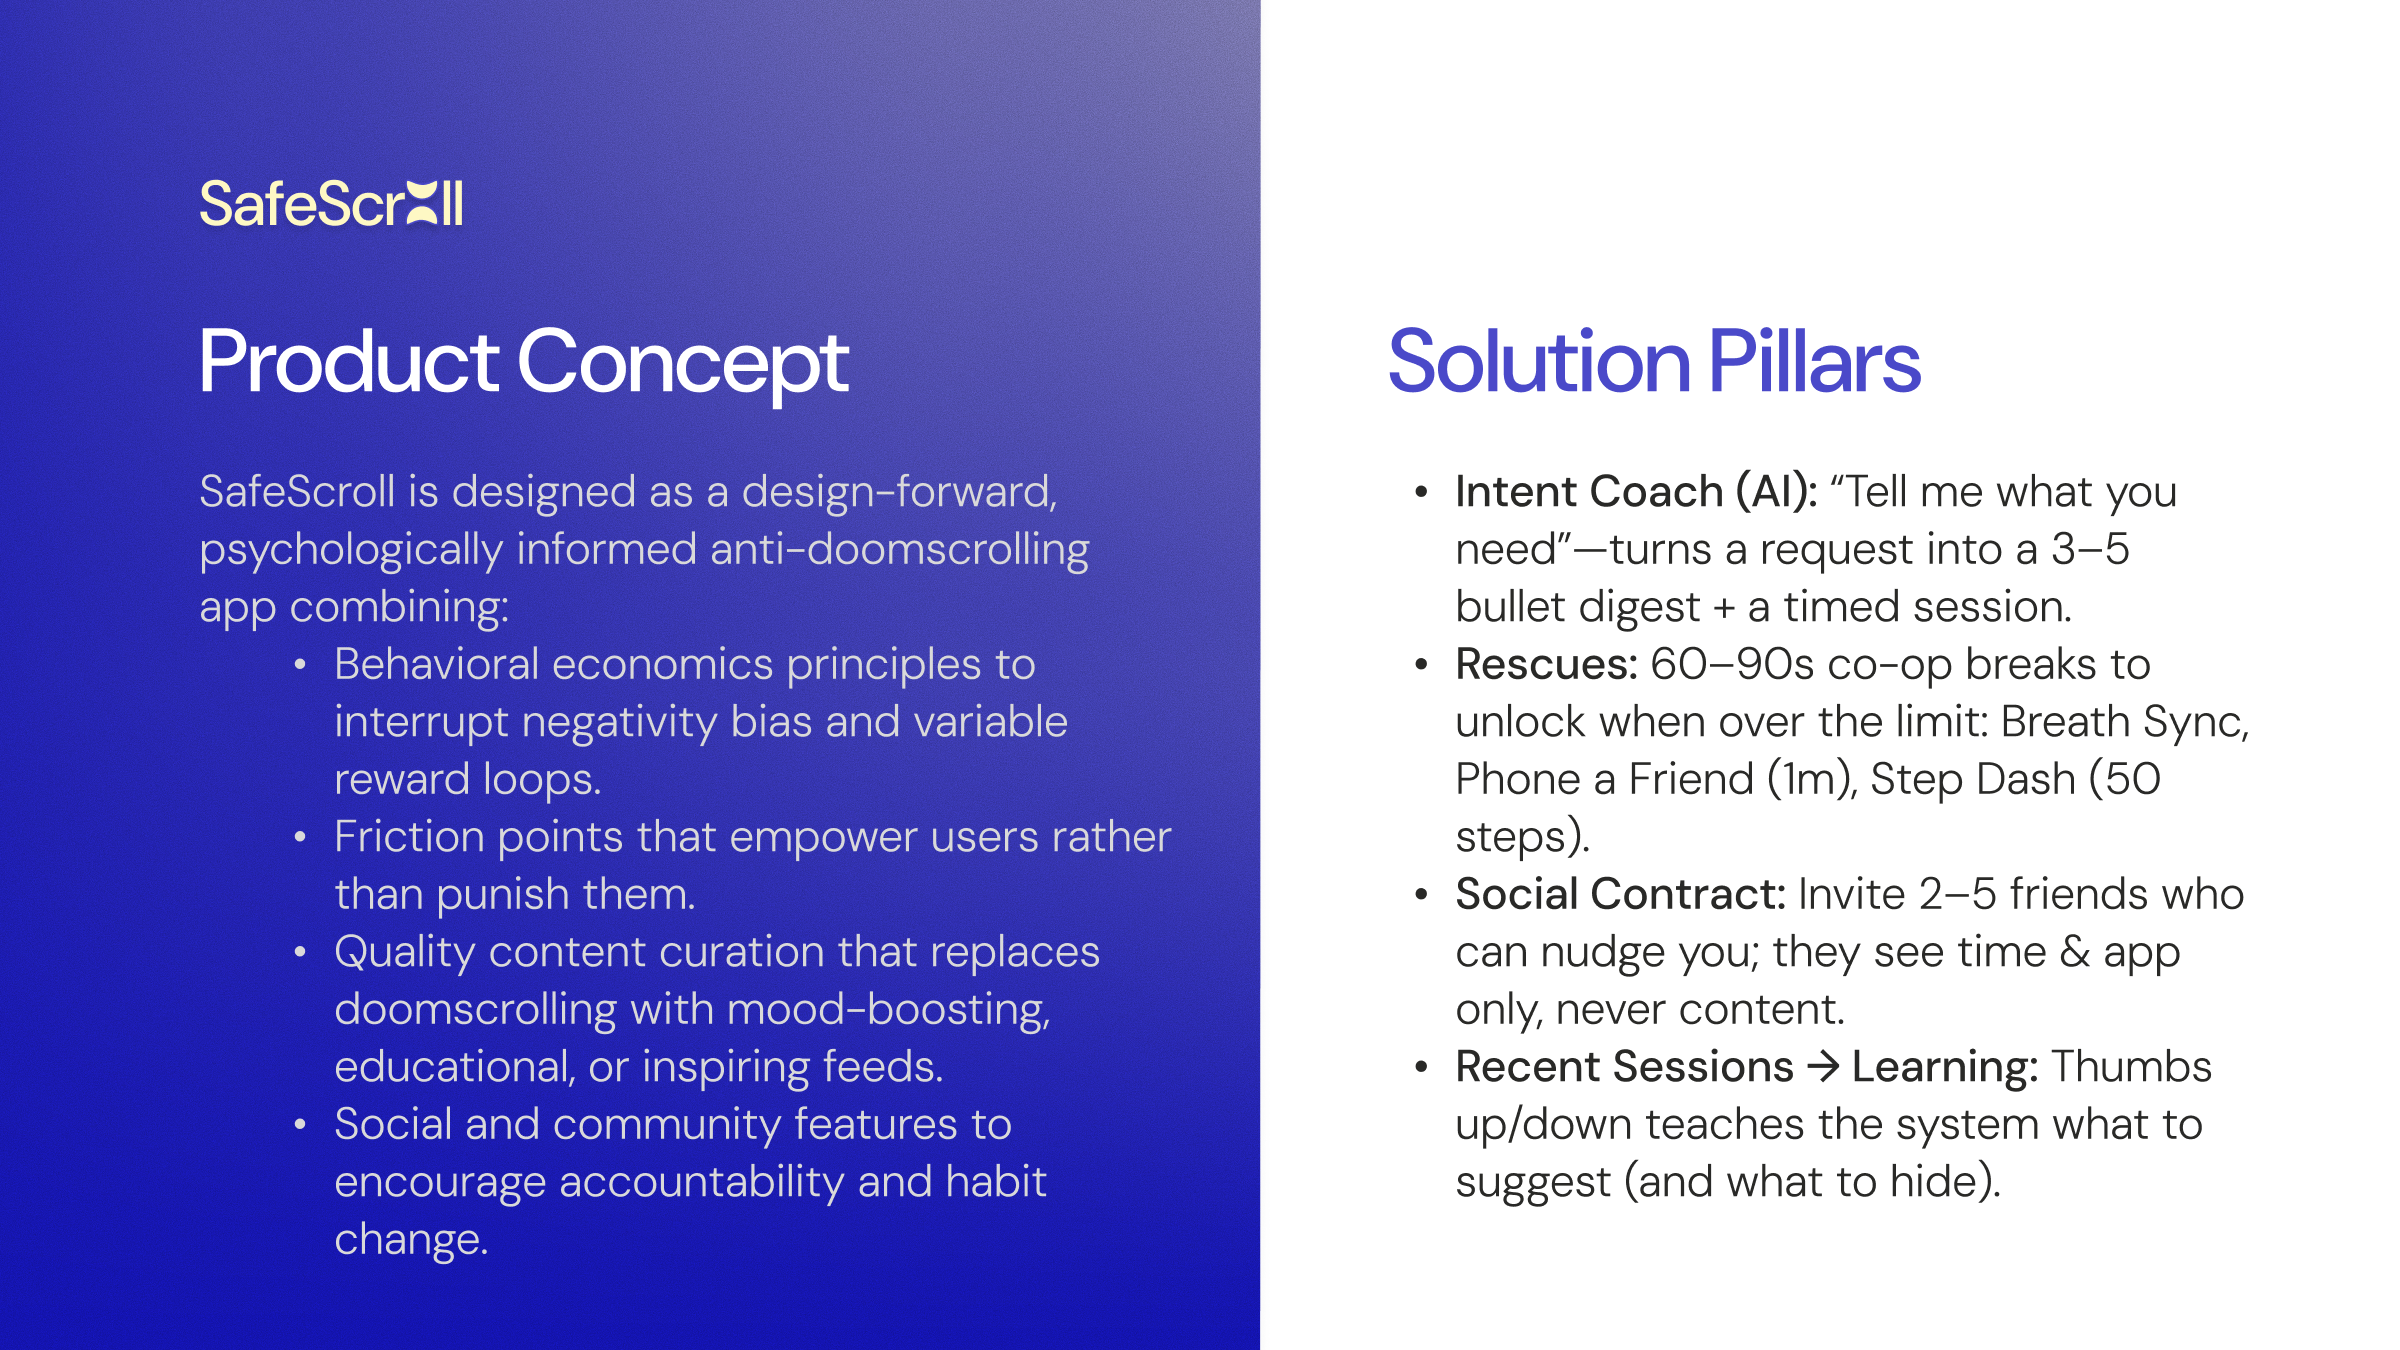 SafeScroll
Product Concept
SafeScroll is designed as a design-forward,
psychologically informed anti-doomscrolling
app combining:
• Behavioral economics principles to
interrupt negativity bias and variable
reward loops.
• Friction points that empower users rather
than punish them.
• Quality content curation that replaces
doomscrolling with mood-boosting,
educational, or inspiring feeds.
• Social and community features to
encourage accountability and habit
change.
Solution Pillars
• Intent Coach (AI): “Tell me what you
need”—turns a request into a 3–5
bullet digest + a timed session.
• Rescues: 60–90s co-op breaks to
unlock when over the limit: Breath Sync,
Phone a Friend (1m), Step Dash (50
steps).
• Social Contract: Invite 2–5 friends who
can nudge you; they see time & app
only, never content.
• Recent Sessions → Learning: Thumbs
up/down teaches the system what to
suggest (and what to hide).